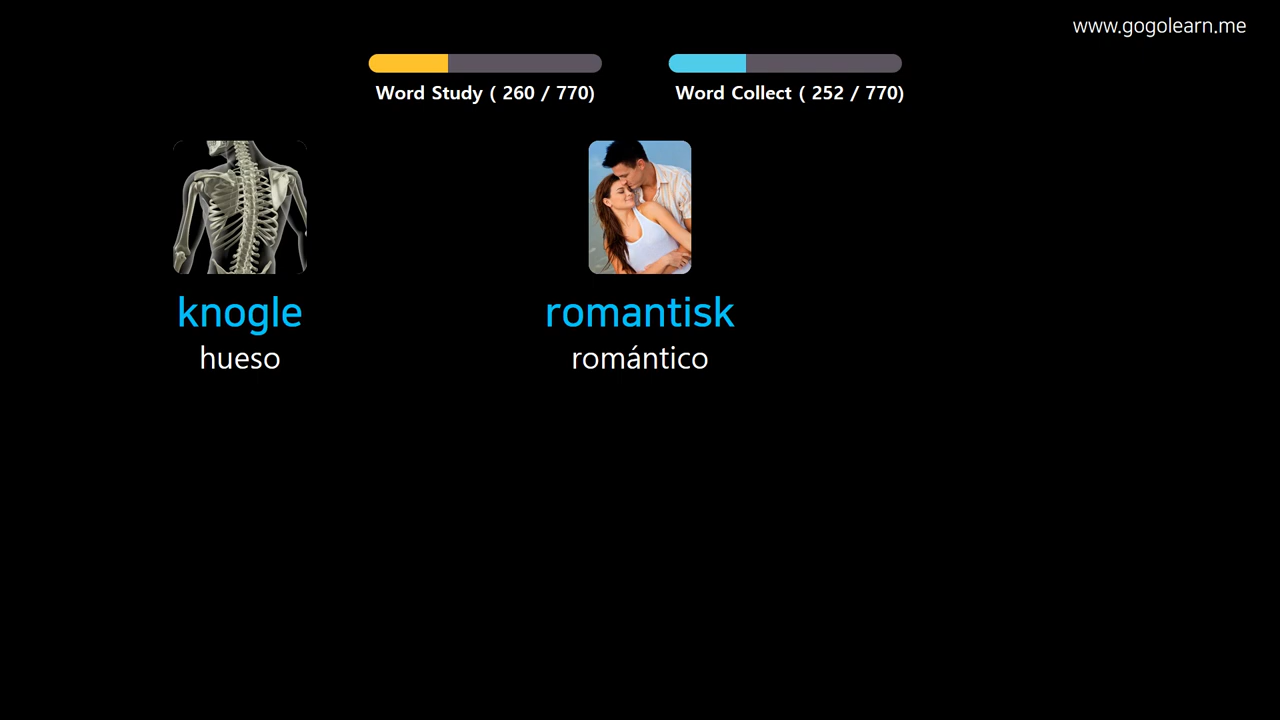 www.gogolearn.me
Word Study ( 260 / 770)
Word Collect ( 252 / 770)
knogle
hueso
romantisk
romántico